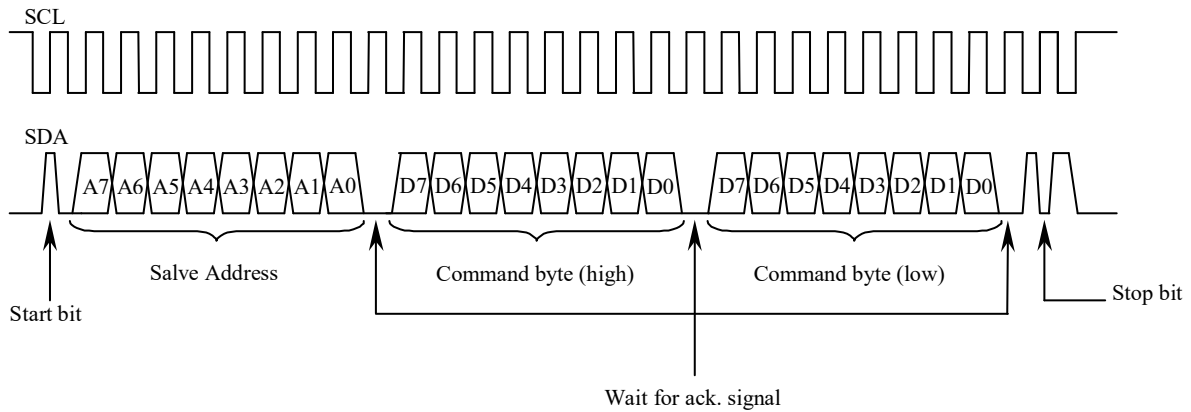 SCL
SDA
A7 A6 A5 A4 A3 A2 A1 A0 D7 D6 D5 D4 D3 D2 D1 D0 D7 D6 D5 D4 D3 D2 D1 D0
Salve Address Command byte (high) Command byte (low)
Start bit Stop bit
Wait for ack. signal